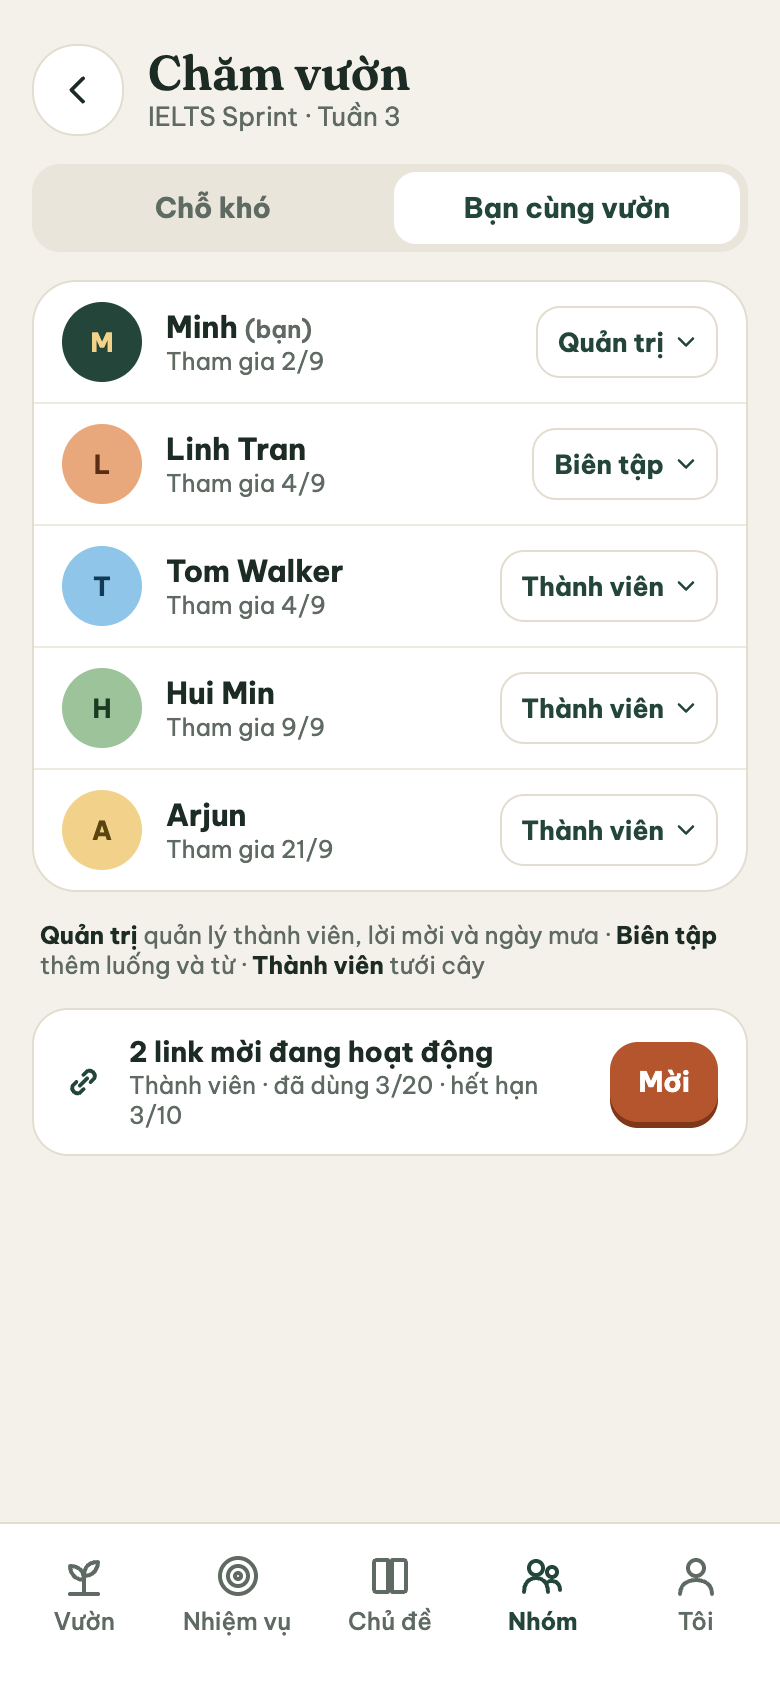 Chăm vườn
IELTS Sprint · Tuần 3
Chỗ khó
Bạn cùng vườn
M
Minh (bạn)
Tham gia 2/9
Quản trị
L
Linh Tran
Tham gia 4/9
Biên tập
T
Tom Walker
Tham gia 4/9
Thành viên
H
Hui Min
Tham gia 9/9
Thành viên
A
Arjun
Tham gia 21/9
Thành viên
Quản trị quản lý thành viên, lời mời và ngày mưa · Biên tập
thêm luống và từ · Thành viên tưới cây
2 link mời đang hoạt động
Thành viên · đã dùng 3/20 · hết hạn
3/10
Mời
Vườn
Nhiệm vụ
Chủ đề
Nhóm
Tôi